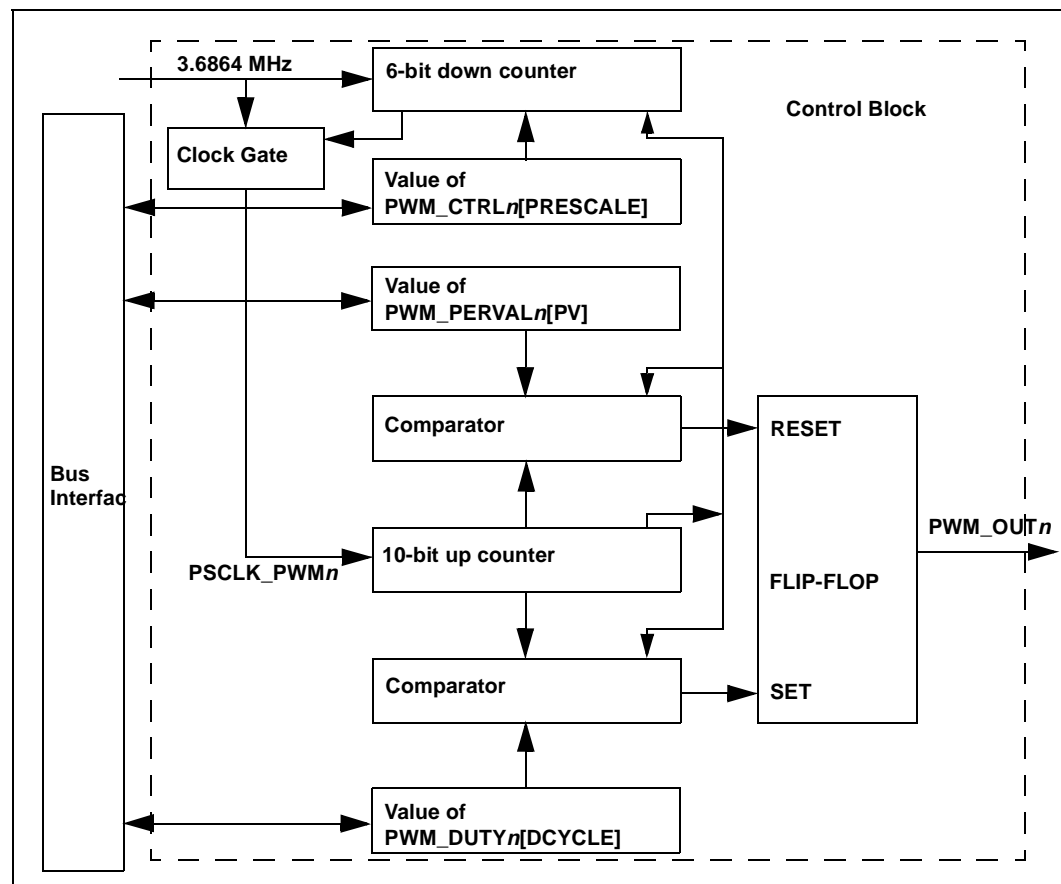 3.6864 MHz
6-bit down counter
Control Block
Clock Gate
Value of
PWM_CTRLn[PRESCALE]
Value of
PWM_PERVALn[PV]
Comparator
RESET
Bus
Interfac
10-bit up counter
PSCLK_PWMn
PWM_OUTn
FLIP-FLOP
Comparator
SET
Value of
PWM_DUTYn[DCYCLE]